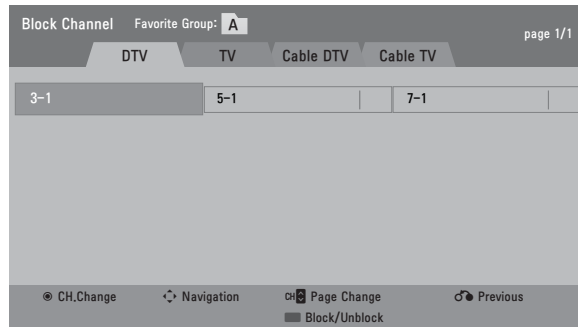 Block Channel Favorite Group: A
page 1/1
DTV TV Cable DTV Cable TV
3-1 5-1 7-1
CH.Change Navigation CH Page Change Previous
Block/Unblock